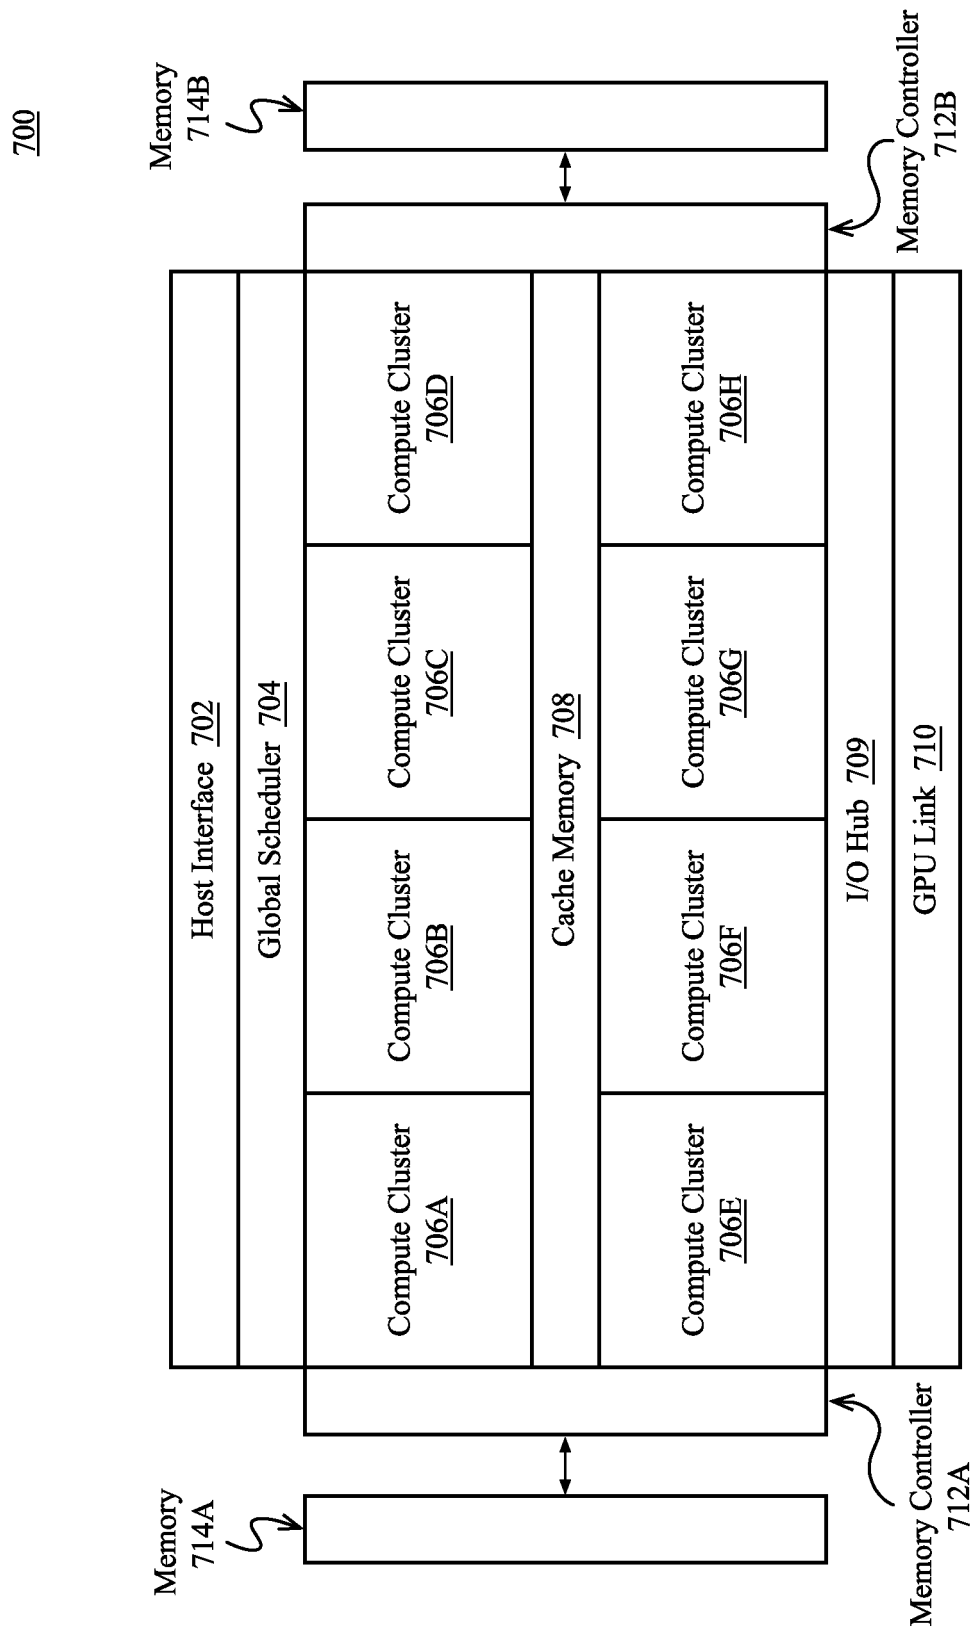 700
Host Interface 702
Global Scheduler 704
Compute Cluster
706A
Compute Cluster
706B
Compute Cluster
706C
Compute Cluster
706D
Cache Memory 708
Compute Cluster
706E
Compute Cluster
706F
Compute Cluster
706G
Compute Cluster
706H
I/O Hub 709
GPU Link 710
Memory
714A
Memory
714B
Memory Controller
712A
Memory Controller
712B